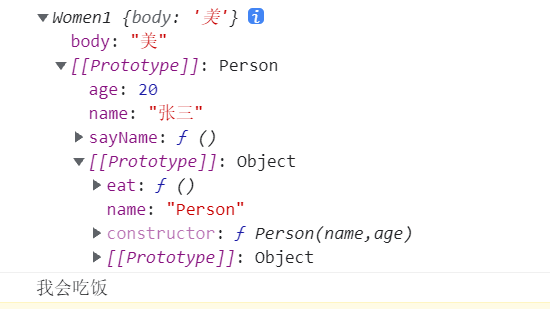 Women1 {body: '美'} i
body: "美"
[[Prototype]]: Person
age: 20
name: "张三"
sayName: ƒ ()
[[Prototype]]: Object
eat: ƒ ()
name: "Person"
constructor: ƒ Person(name,age)
[[Prototype]]: Object
我会吃饭